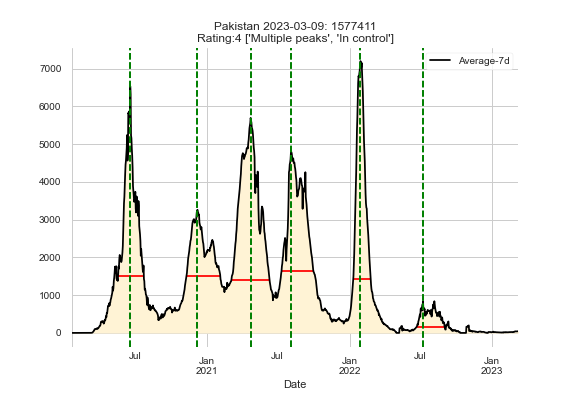 Pakistan 2023-03-09: 1577411
Rating:4 ['Multiple peaks', 'In control']
Average-7d
7000
6000
5000
4000
3000
2000
1000
0
Jul
Jan
2021
Jul
Jan
2022
Jul
Jan
2023
Date